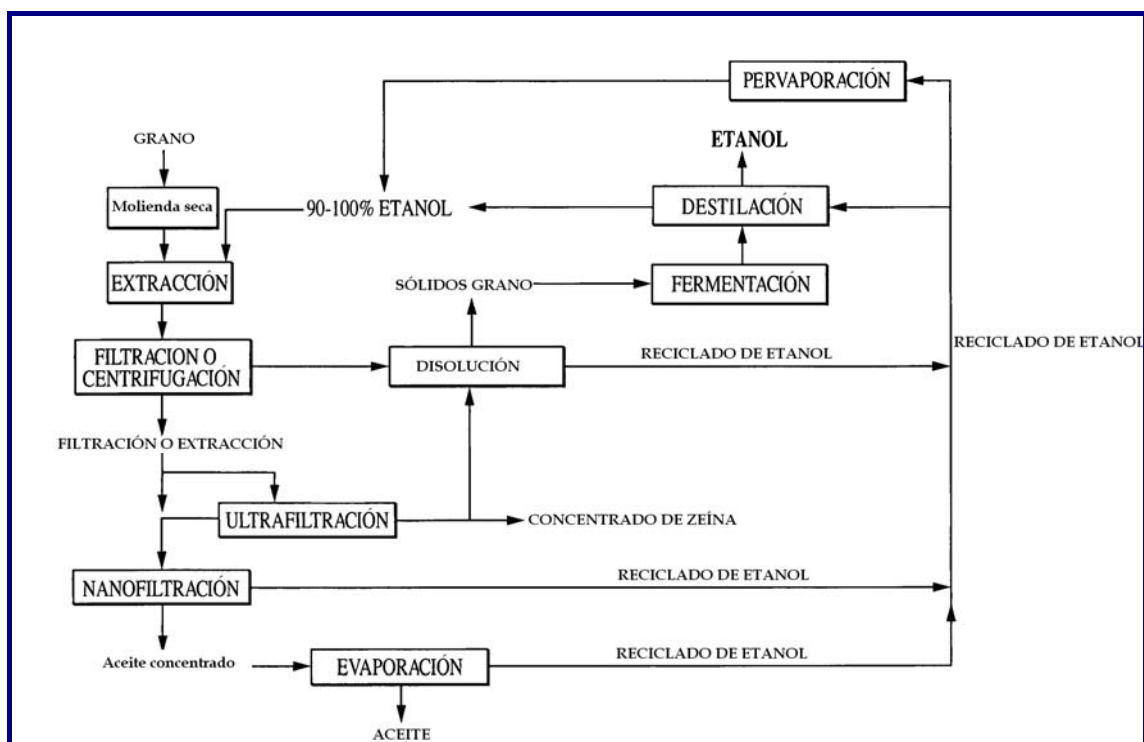 PERVAPORACIÓN
GRANO
ETANOL
Molienda seca
90-100% ETANOL
DESTILACIÓN
EXTRACCIÓN
SÓLIDOS GRANO
FERMENTACIÓN
FILTRACION O
CENTRIFUGACIÓN
DISOLUCIÓN
RECICLADO DE ETANOL
RECICLADO DE ETANOL
FILTRACIÓN O EXTRACCIÓN
ULTRAFILTRACIÓN
CONCENTRADO DE ZEÍNA
NANOFILTRACIÓN
RECICLADO DE ETANOL
Aceite concentrado
EVAPORACIÓN
RECICLADO DE ETANOL
ACEITE